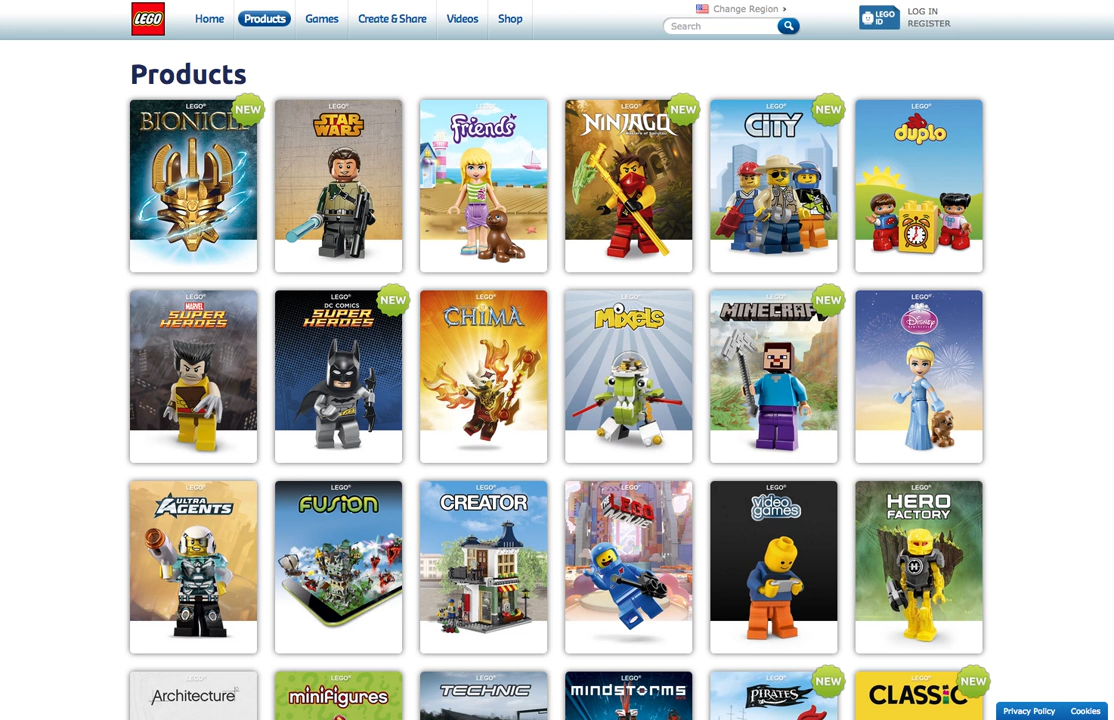 LEGO
Home
Products
Games
Create & Share
Videos
Shop
Change Region
Search
LEGO ID
LOG IN
REGISTER
Products
LEGO®
BIONICLE
NEW
LEGO®
STAR WARS
LEGO®
Friends
LEGO®
NINJAGO
NEW
LEGO®
CITY
NEW
LEGO®
duplo
LEGO®
MARVEL
SUPER HEROES
LEGO®
DC COMICS
SUPER HEROES
NEW
LEGO®
CHIMA
LEGO®
MIXELS
LEGO®
MINECRAFT
NEW
LEGO®
Disney
PRINCESS
LEGO®
ULTRA AGENTS
LEGO®
FUSION
LEGO®
CREATOR
THE LEGO MOVIE
LEGO®
video games
LEGO®
HERO FACTORY
H
LEGO®
Architecture
LEGO®
minifigures
LEGO®
TECHNIC
LEGO®
mindstorms
LEGO®
PIRATES
NEW
LEGO®
CLASSIC
NEW
Privacy Policy
Cookies